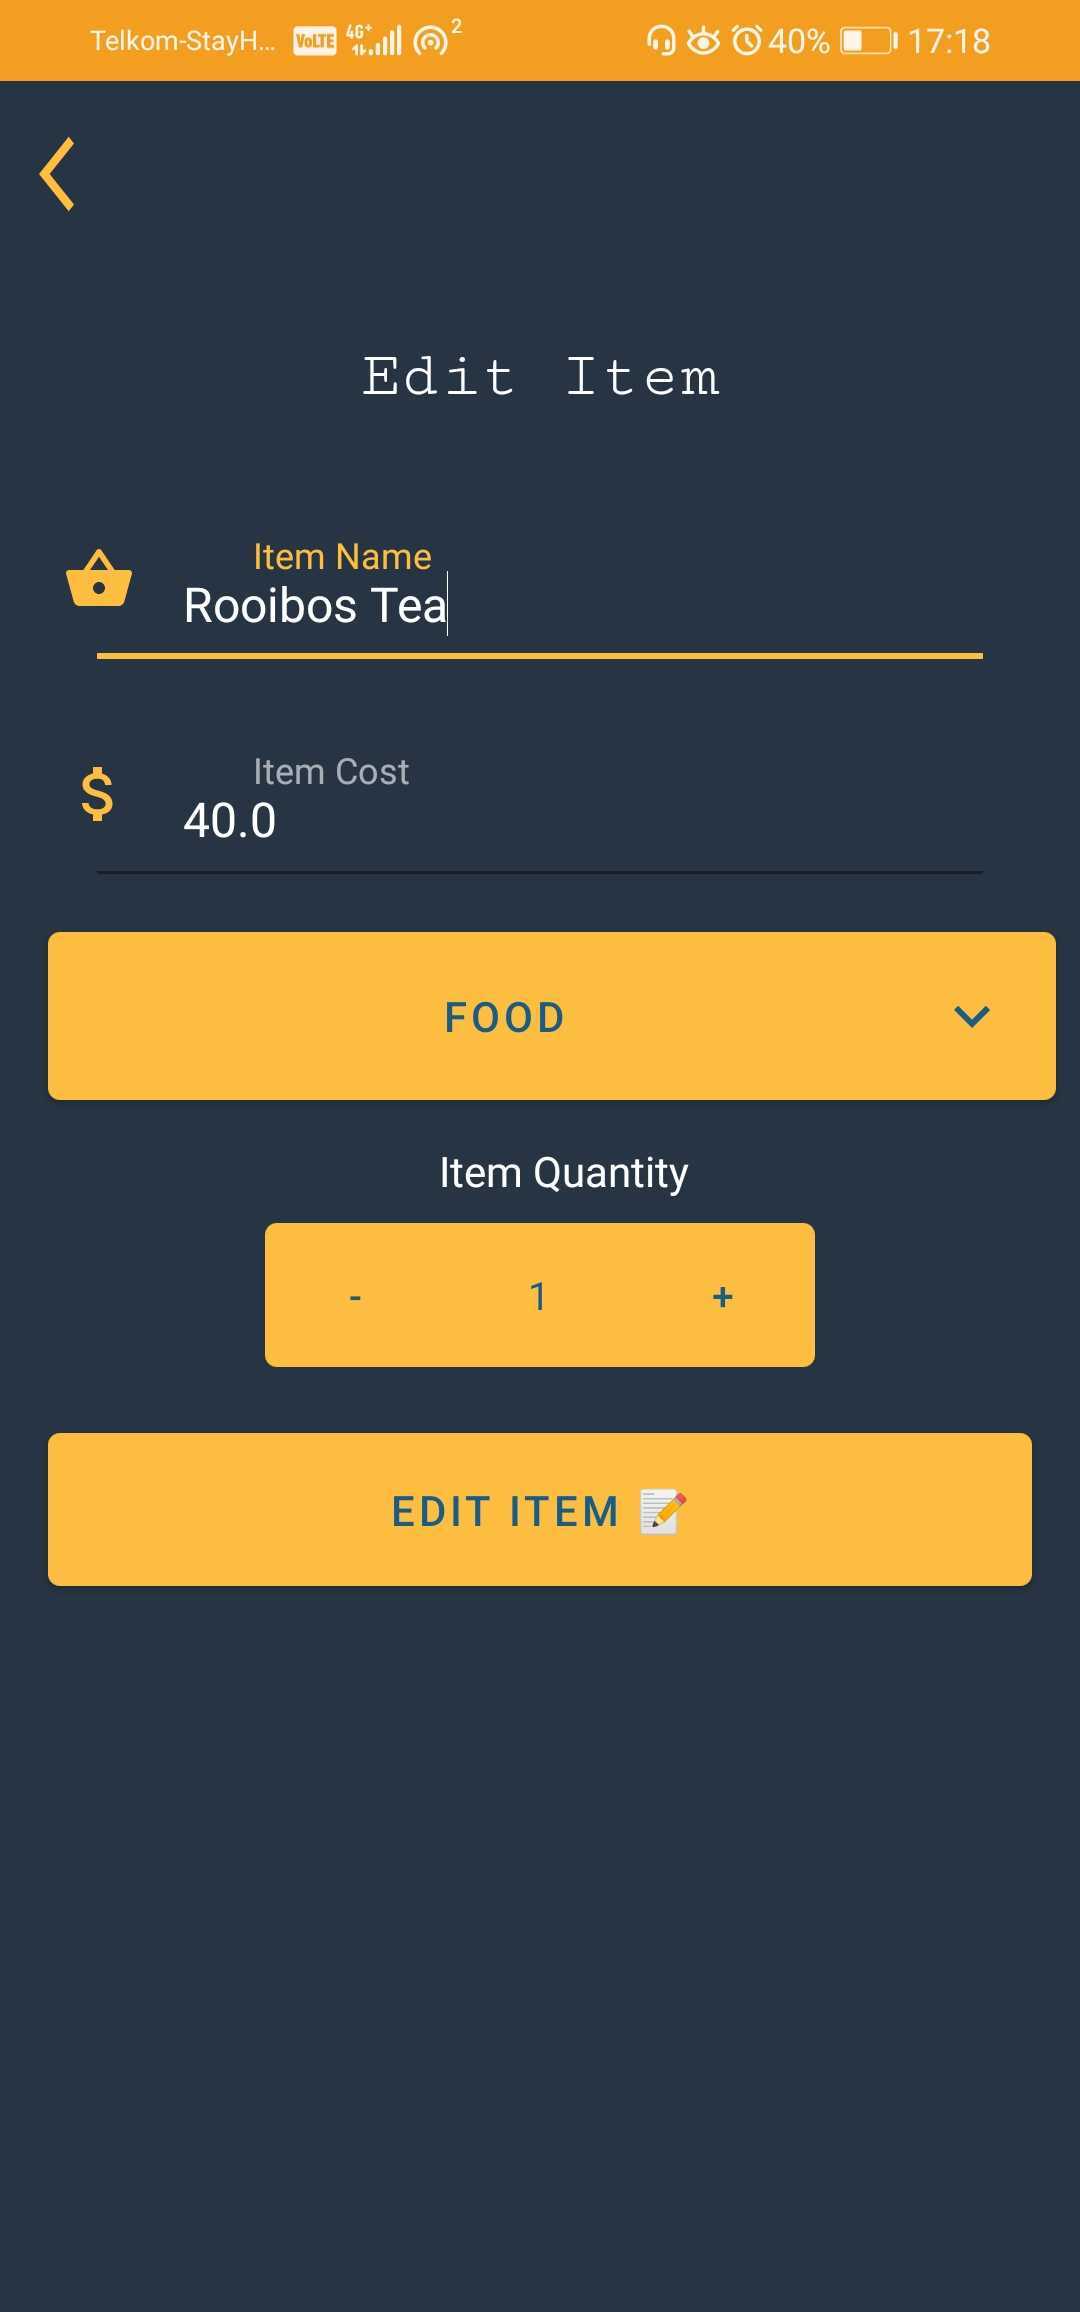 Telkom-StayH... VoLTE 4G+ 2 40% 17:18
Edit Item
Item Name
Rooibos Tea
$ Item Cost
40.0
FOOD
Item Quantity
- 1 +
EDIT ITEM 📝